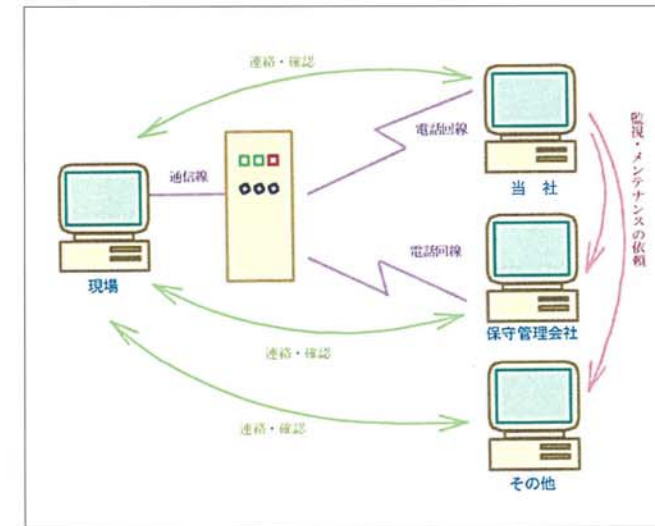 連絡・確認
電話回線
通信線
当　社
監視・メンテナンスの依頼
電話回線
現場
保守管理会社
連絡・確認
連絡・確認
その他